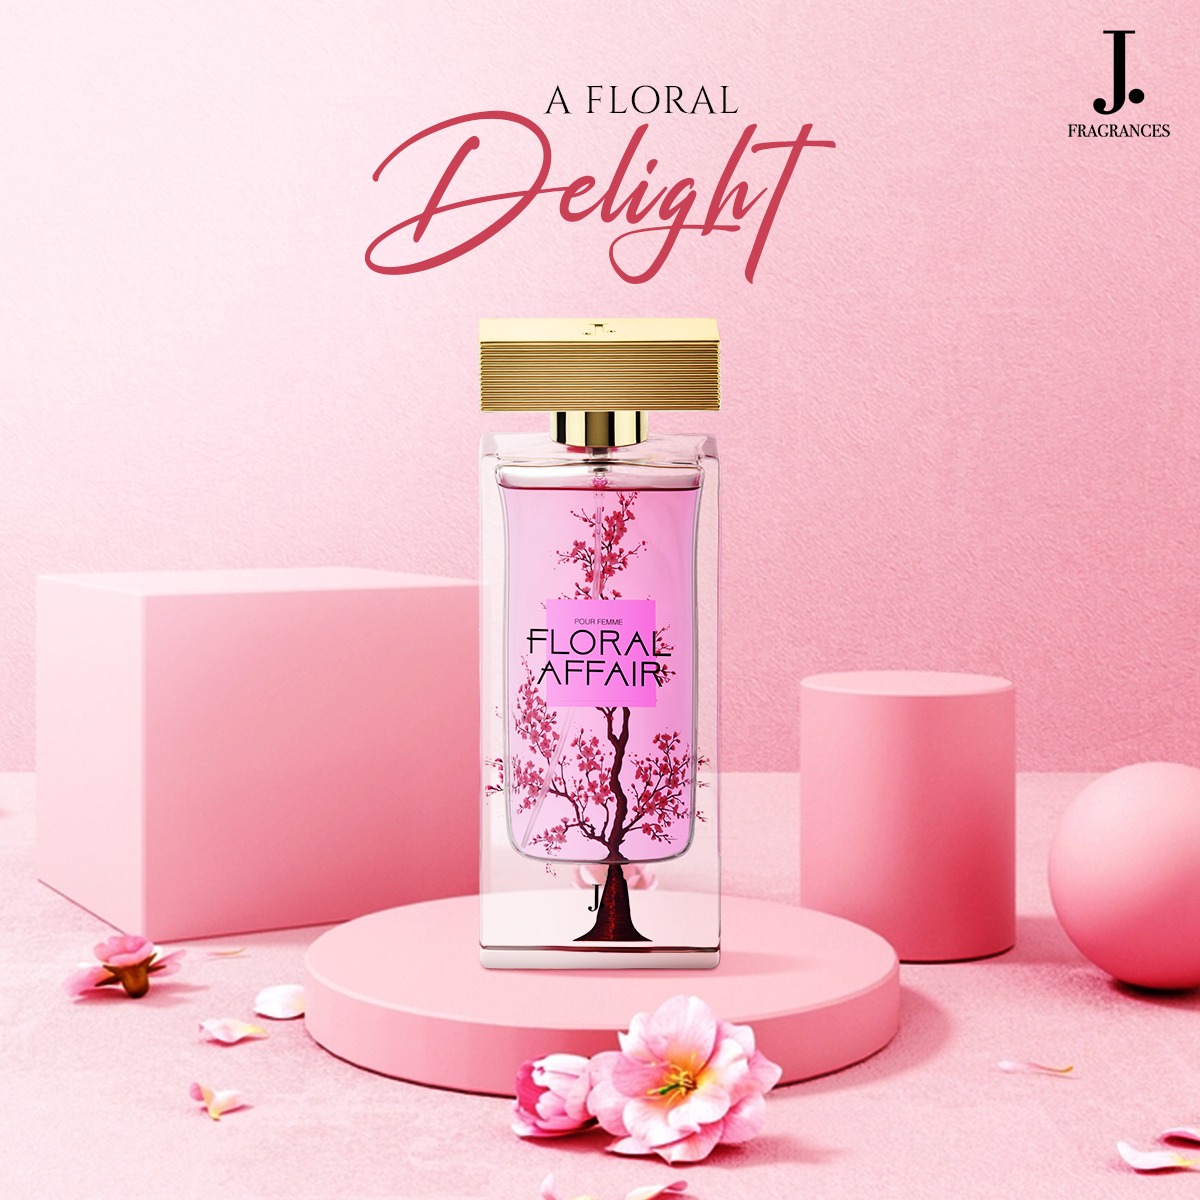 J.
FRAGRANCES
A FLORAL
Delight
J.
POUR FEMME
FLORAL
AFFAIR
J.